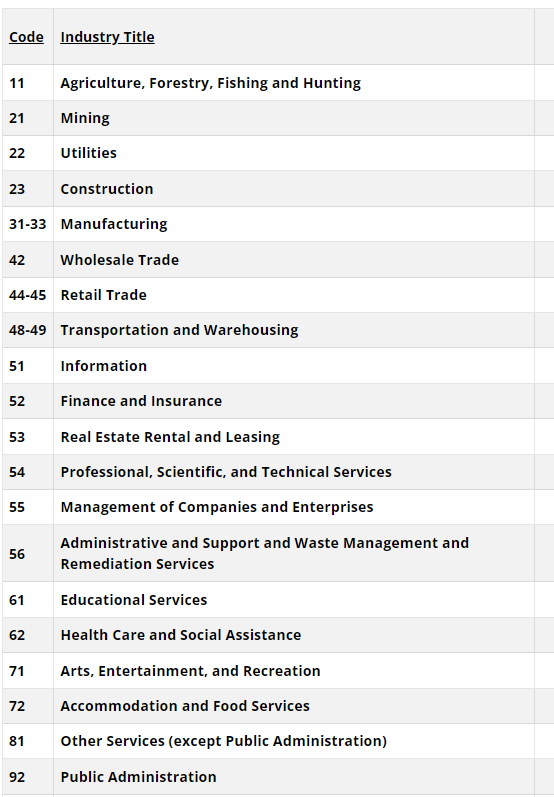 Code Industry Title
11 Agriculture, Forestry, Fishing and Hunting
21 Mining
22 Utilities
23 Construction
31-33 Manufacturing
42 Wholesale Trade
44-45 Retail Trade
48-49 Transportation and Warehousing
51 Information
52 Finance and Insurance
53 Real Estate Rental and Leasing
54 Professional, Scientific, and Technical Services
55 Management of Companies and Enterprises
56 Administrative and Support and Waste Management and
Remediation Services
61 Educational Services
62 Health Care and Social Assistance
71 Arts, Entertainment, and Recreation
72 Accommodation and Food Services
81 Other Services (except Public Administration)
92 Public Administration